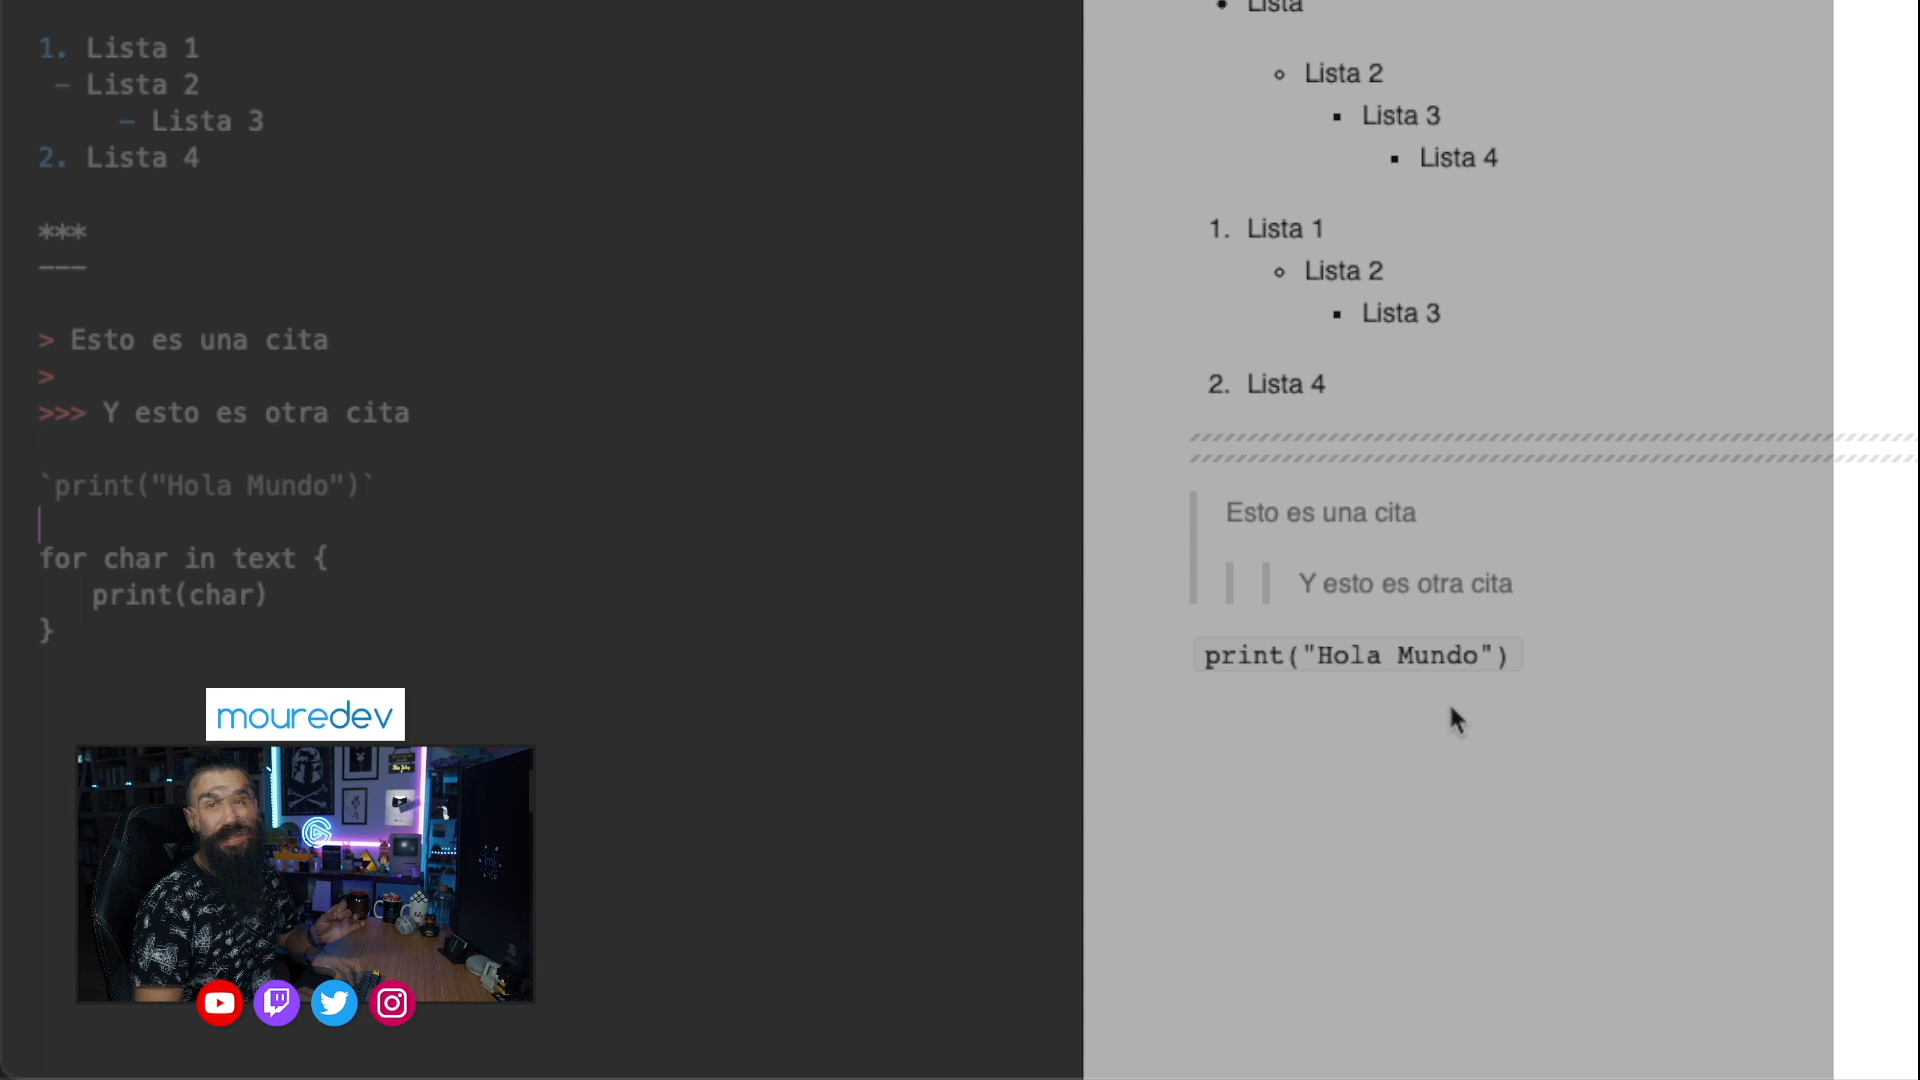 1. Lista 1
- Lista 2
- Lista 3
2. Lista 4
***
---
> Esto es una cita
>
>>> Y esto es otra cita
`print("Hola Mundo")`
for char in text {
print(char)
}
mouredev
• Lista
Lista 2
Lista 3
Lista 4
1. Lista 1
Lista 2
Lista 3
2. Lista 4
Esto es una cita
Y esto es otra cita
print("Hola Mundo")